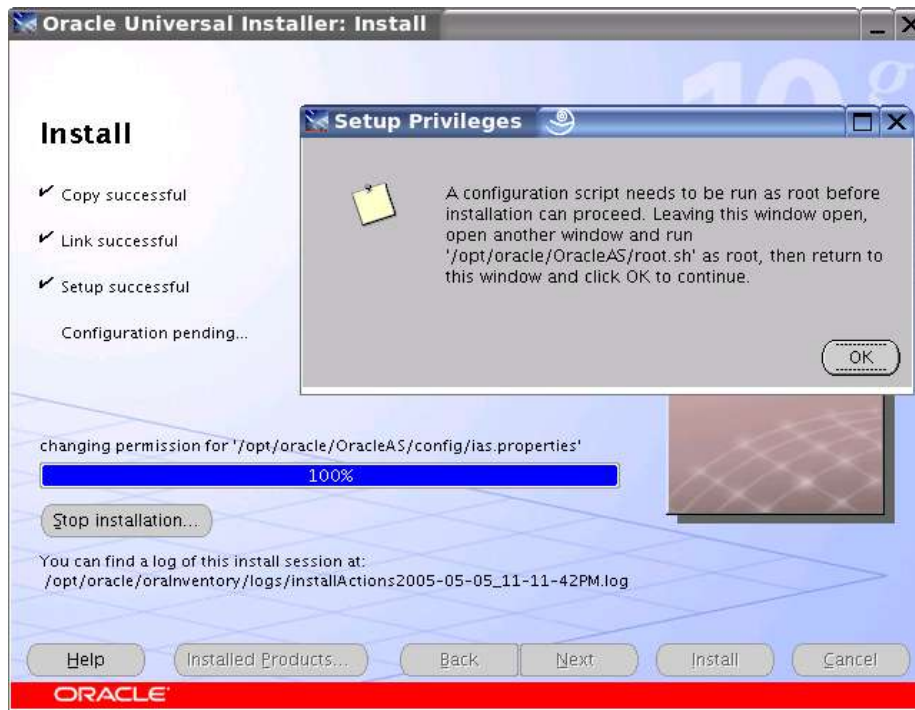 Oracle Universal Installer: Install
10g
Install
Setup Privileges
A configuration script needs to be run as root before
installation can proceed. Leaving this window open,
open another window and run
'/opt/oracle/OracleAS/root.sh' as root, then return to
this window and click OK to continue.
OK
Copy successful
Link successful
Setup successful
Configuration pending...
changing permission for '/opt/oracle/OracleAS/config/ias.properties'
100%
Stop installation...
You can find a log of this install session at:
/opt/oracle/oraInventory/logs/installActions2005-05-05_11-11-42PM.log
Help
Installed Products...
Back
Next
Install
Cancel
ORACLE